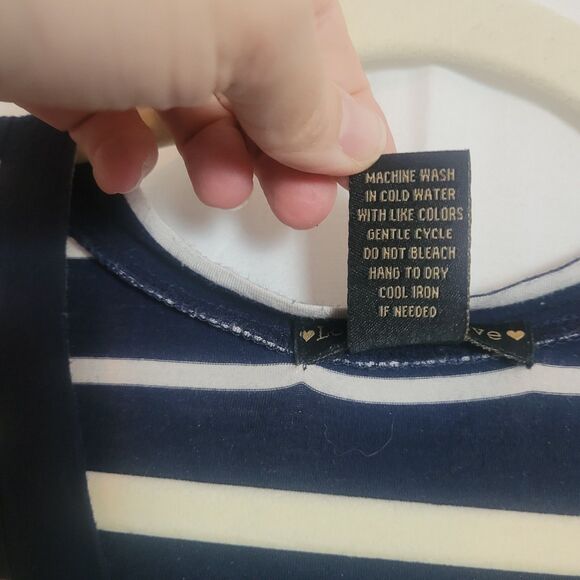 MACHINE WASH
IN COLD WATER
WITH LIKE COLORS
GENTLE CYCLE
DO NOT BLEACH
HANG TO DRY
COOL IRON
IF NEEDED